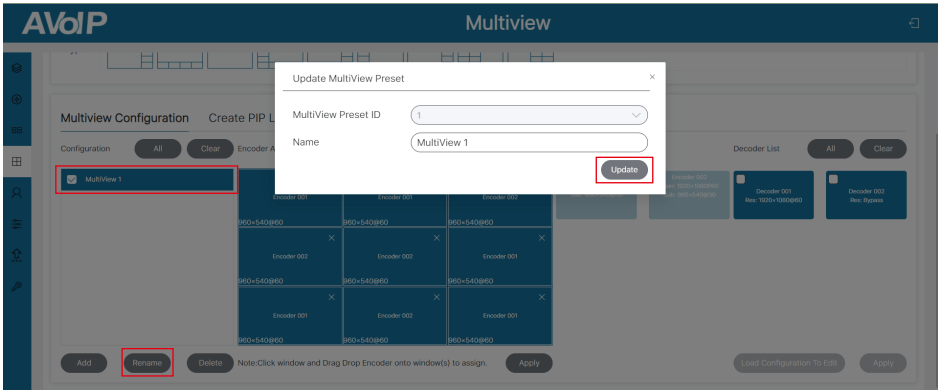 AVoIP
Multiview
Update MultiView Preset
MultiView Preset ID
1
Name
MultiView 1
Update
Multiview Configuration
Create PIP L
Configuration
All
Clear
Encoder A
Decoder List
All
Clear
MultiView 1
Encoder 001
Encoder 001
Encoder 002
960×540@60
960×540@60
960×540@60
Encoder 002
Encoder 002
Encoder 001
960×540@60
960×540@60
960×540@60
Encoder 001
Encoder 002
Encoder 001
960×540@60
960×540@60
960×540@60
Encoder 002
Decoder 001
Res: 1920×1080@60
Decoder 002
Res: Bypass
Add
Rename
Delete
Note:Click window and Drag Drop Encoder onto window(s) to assign.
Apply
Load Configuration To Edit
Apply